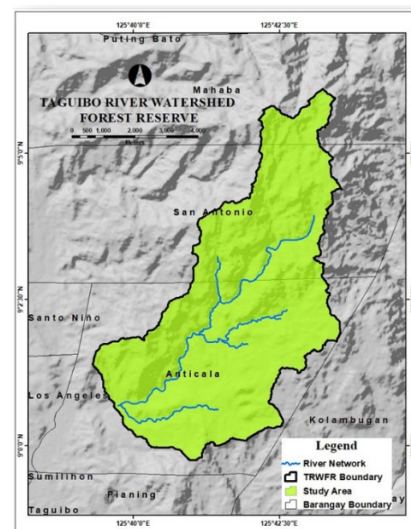 125°40'0"
125°42'30"
Puting Bato
Mahaba
TAGUIBO RIVER WATERSHED
FOREST RESERVE
0 500 1,000 2,000 3,000 4,000
Meters
9°5'0"
San Antonio
9°2'30"
Santo Niño
Anticala
Los Angeles
Kolambugan
9°0'0"
Legend
River Network
TRWFR Boundary
Study Area
Barangay Boundary
Sumilihon
Pianing
Taguibo
ay
125°40'0"
125°42'30"